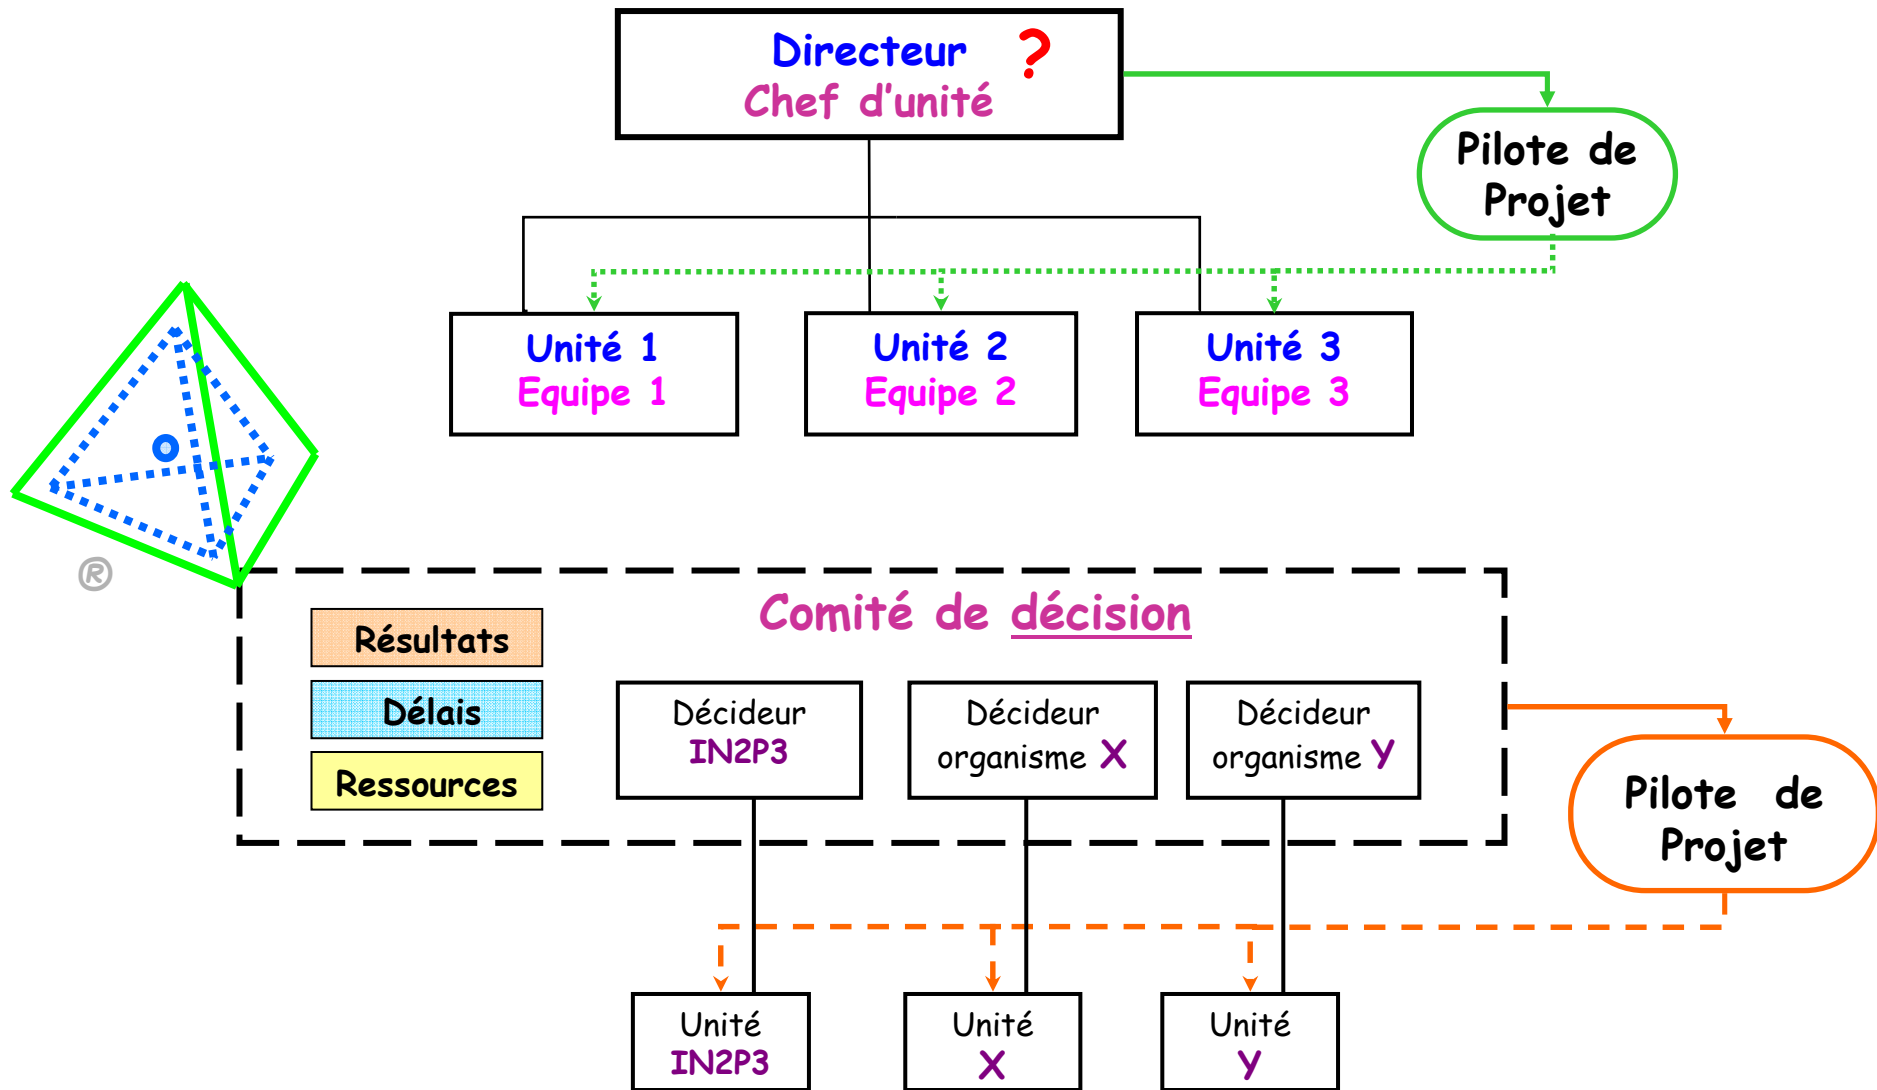 Directeur ?
Chef d'unité
Pilote de
Projet
Unité 1
Equipe 1
Unité 2
Equipe 2
Unité 3
Equipe 3
®
Comité de décision
Résultats
Délais
Ressources
Décideur
IN2P3
Décideur
organisme X
Décideur
organisme Y
Pilote de
Projet
Unité
IN2P3
Unité
X
Unité
Y